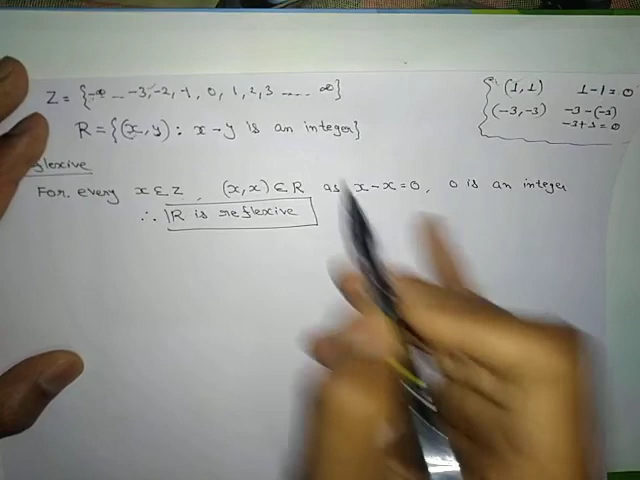 Z = {-∞ ... -3, -2, -1, 0, 1, 2, 3 ..... ∞}
R = {(x, y) : x - y is an integer}
(1, 1) 1-1=0
(-3, -3) -3-(-3)
-3+3=0
flexive
For every x ∈ Z, (x, x) ∈ R as x - x = 0, 0 is an integer
∴ R is reflexive